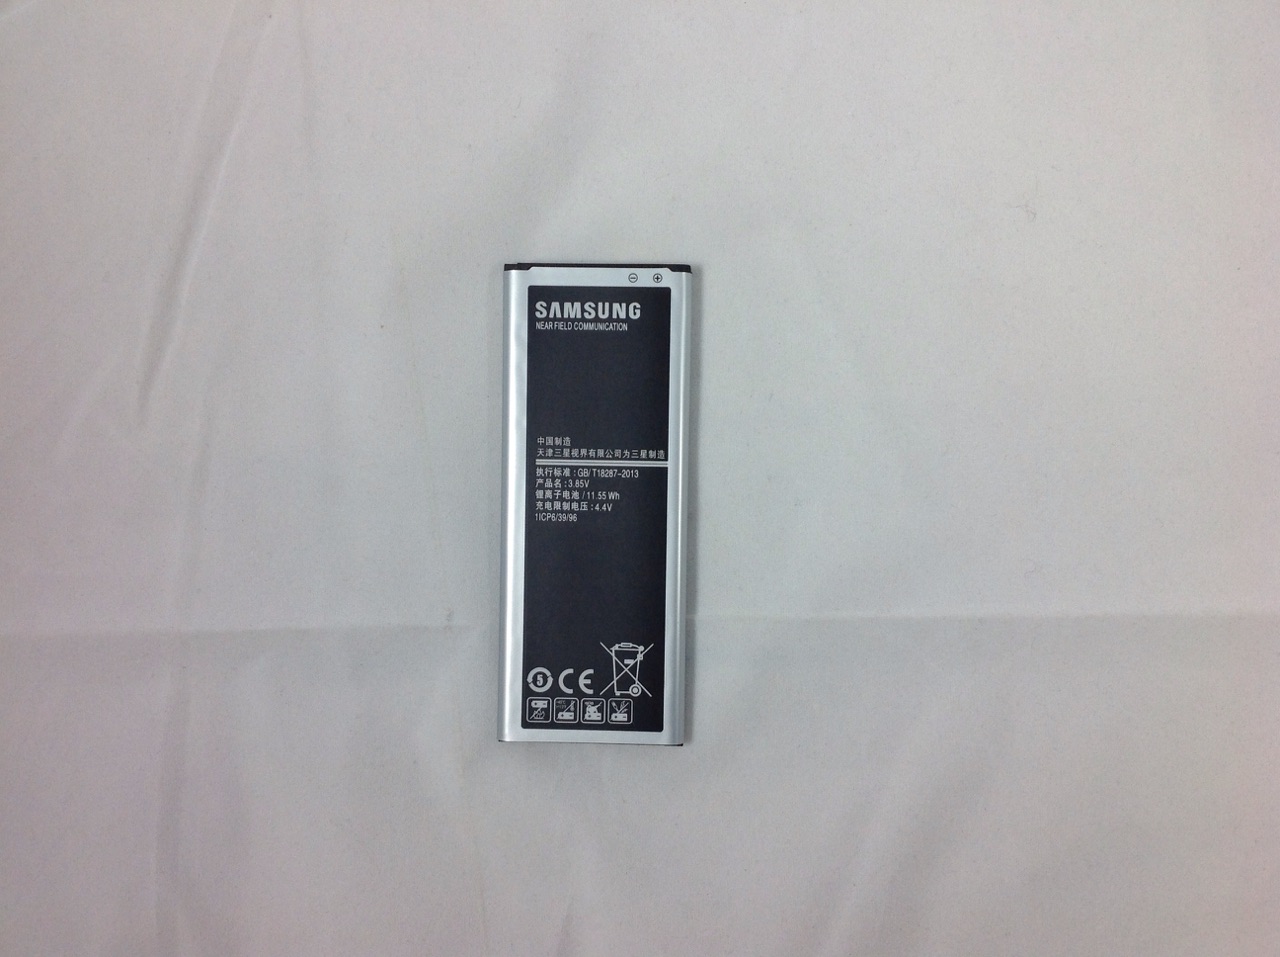 SAMSUNG
NEAR FIELD COMMUNICATION
中国制造
天津三星视界有限公司为三星制造
执行标准:GB/T18287-2013
产品名:3.85V
锂离子电池/11.55 Wh
充电限制电压:4.4V
1ICP6/39/96
5 CE